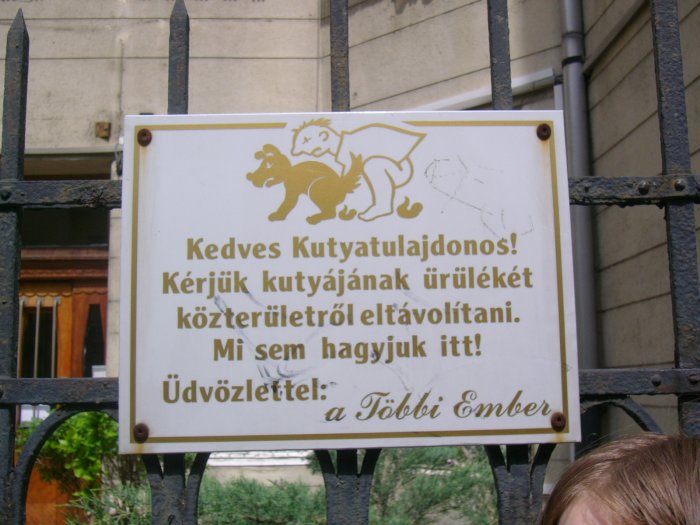 Kedves Kutyatulajdonos!
Kérjük kutyájának ürülékét
közterületről eltávolítani.
Mi sem hagyjuk itt!
Üdvözlettel:
a Többi Ember